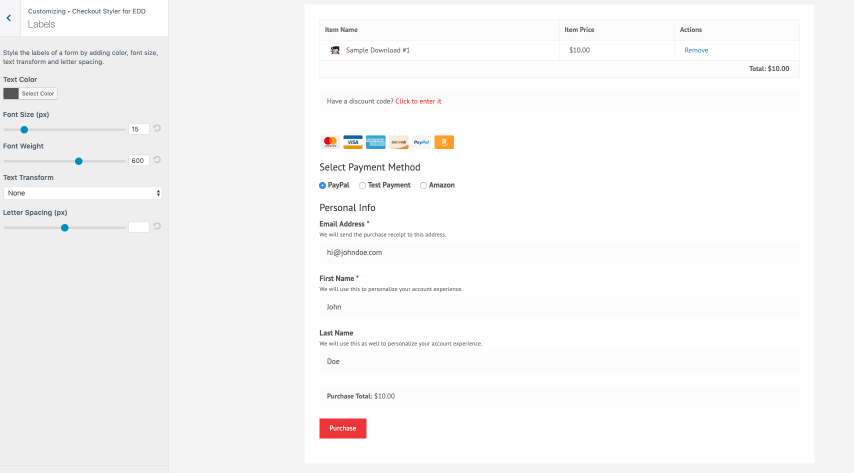 Customizing • Checkout Styler for EDD
Labels
Style the labels of a form by adding color, font size,
text transform and letter spacing.
Text Color
Select Color
Font Size (px)
15
Font Weight
600
Text Transform
None
Letter Spacing (px)
Item Name Item Price Actions
Sample Download #1 $10.00 Remove
Total: $10.00
Have a discount code? Click to enter it
VISA DISCOVER PayPal
Select Payment Method
PayPal Test Payment Amazon
Personal Info
Email Address *
We will send the purchase receipt to this address.
hi@johndoe.com
First Name *
We will use this to personalize your account experience.
John
Last Name
We will use this as well to personalize your account experience.
Doe
Purchase Total: $10.00
Purchase